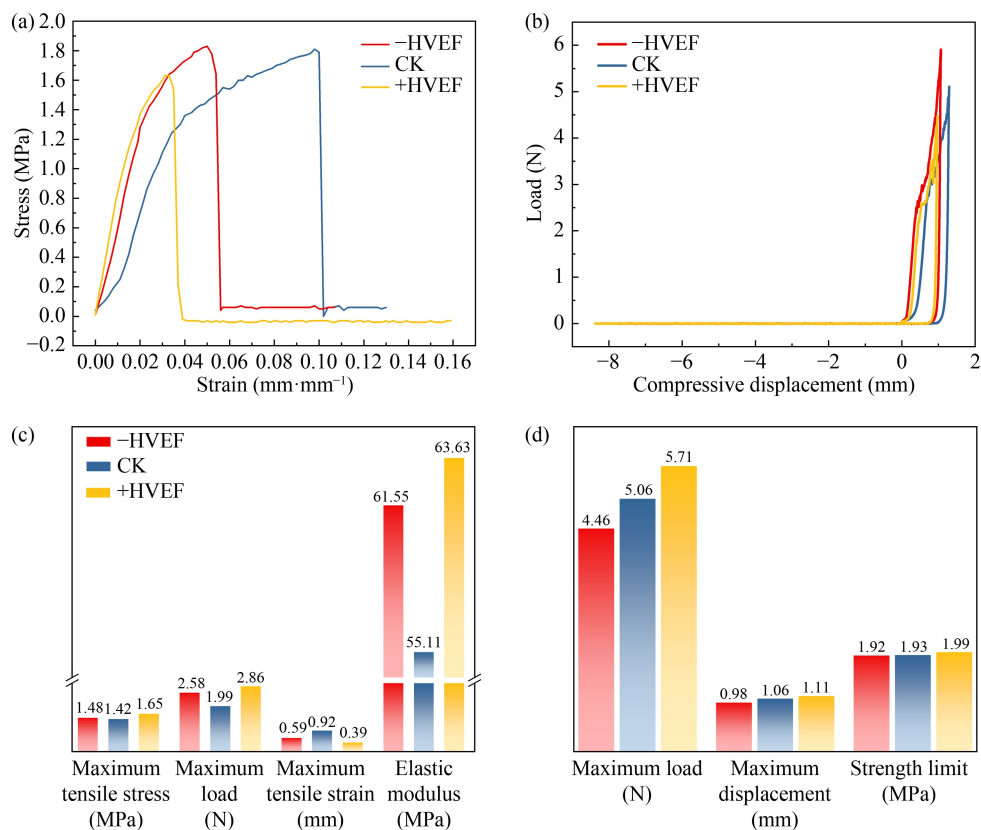 (a)
2.0
1.8
1.6
1.4
1.2
1.0
0.8
0.6
0.4
0.2
0.0
−0.2
Stress (MPa)
−HVEF
CK
+HVEF
0.00 0.02 0.04 0.06 0.08 0.10 0.12 0.14 0.16
Strain (mm·mm⁻¹)
(b)
6
5
4
3
2
1
0
Load (N)
−HVEF
CK
+HVEF
−8 −6 −4 −2 0 2
Compressive displacement (mm)
(c)
−HVEF
CK
+HVEF
1.48 1.42 1.65
2.58 1.99 2.86
0.59 0.92 0.39
61.55 55.11 63.63
Maximum
tensile stress
(MPa)
Maximum
load
(N)
Maximum
tensile strain
(mm)
Elastic
modulus
(MPa)
(d)
4.46 5.06 5.71
0.98 1.06 1.11
1.92 1.93 1.99
Maximum load
(N)
Maximum
displacement
(mm)
Strength limit
(MPa)